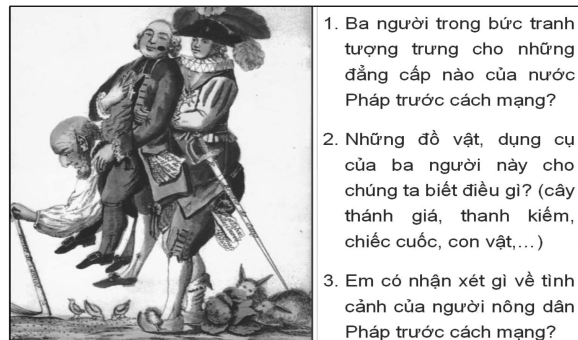 1. Ba người trong bức tranh
tượng trưng cho những
đẳng cấp nào của nước
Pháp trước cách mạng?
2. Những đồ vật, dụng cụ
của ba người này cho
chúng ta biết điều gì? (cây
thánh giá, thanh kiếm,
chiếc cuốc, con vật,...)
3. Em có nhận xét gì về tình
cảnh của người nông dân
Pháp trước cách mạng?